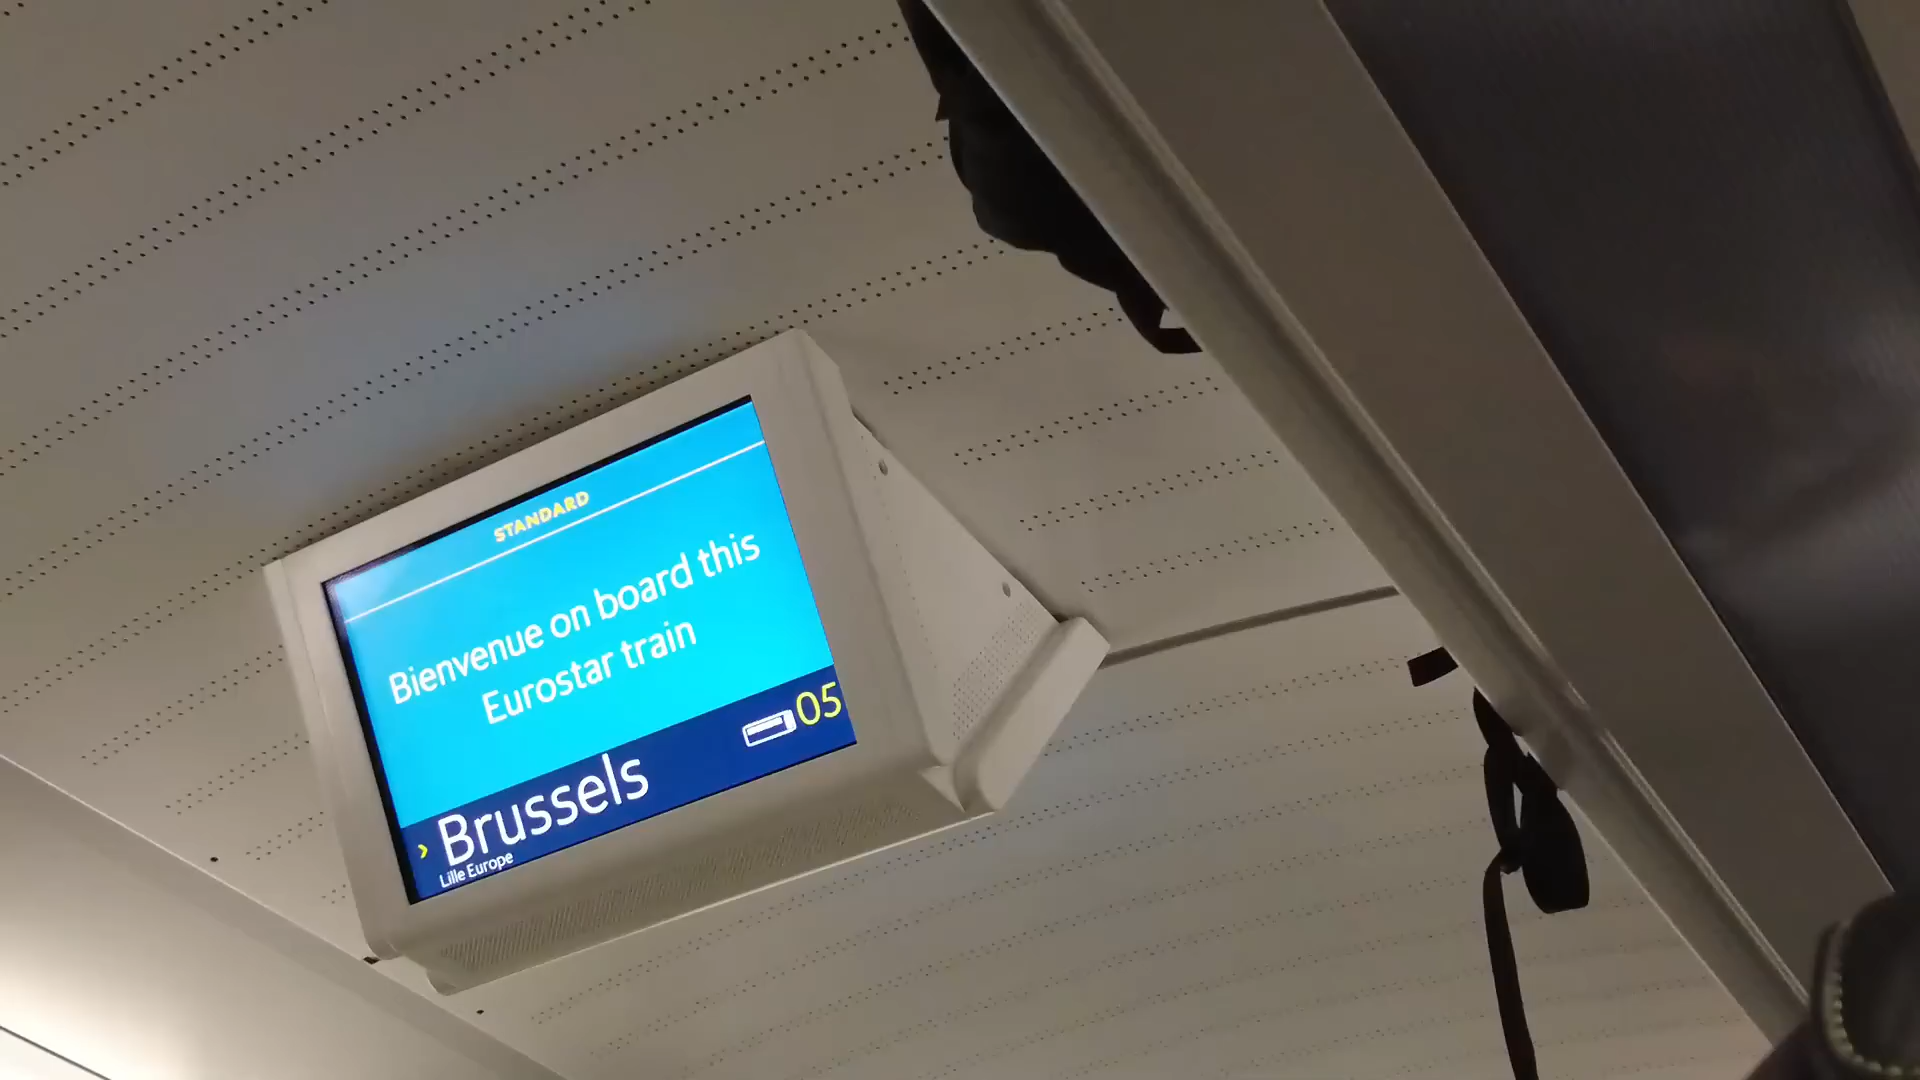 STANDARD
Bienvenue on board this
Eurostar train
05
› Brussels
Lille Europe